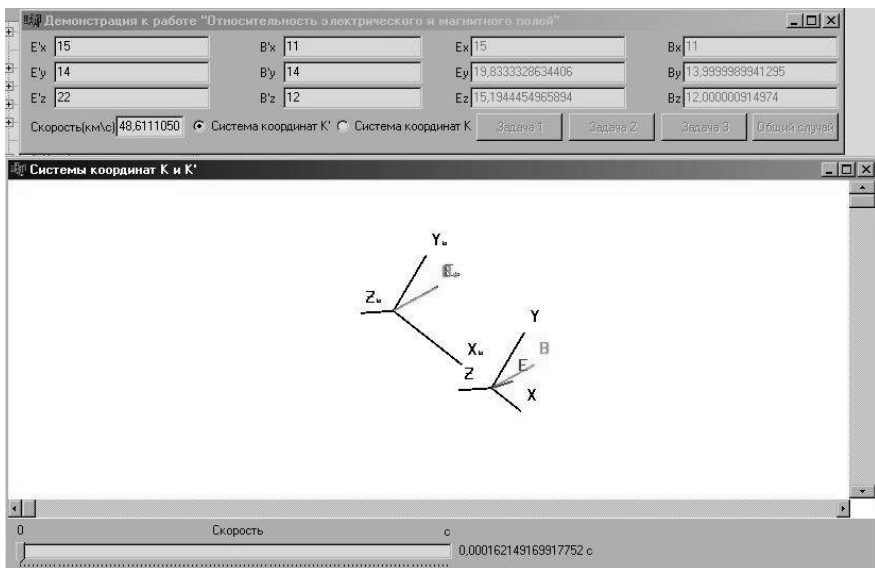 Демонстрация к работе "Относительность электрического и магнитного полей"
E'x 15 B'x 11 Ex 15 Bx 11
E'y 14 B'y 14 Ey 19,8333328634406 By 13,9999989941295
E'z 22 B'z 12 Ez 15,1944454965894 Bz 12,000000914974
Скорость[км\с] 48,6111050 Система координат K' Система координат K Задача 1 Задача 2 Задача 3 Общий случай
Системы координат K и K'
Y
Z
Y
X
B
Z
E
X
0 Скорость c
0,000162149169917752 c